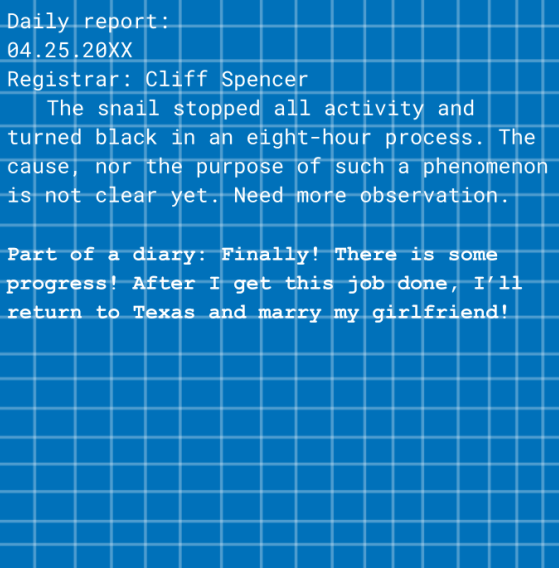 Daily report:
04.25.20XX
Registrar: Cliff Spencer
The snail stopped all activity and
turned black in an eight-hour process. The
cause, nor the purpose of such a phenomenon
is not clear yet. Need more observation.
Part of a diary: Finally! There is some
progress! After I get this job done, I’ll
return to Texas and marry my girlfriend!